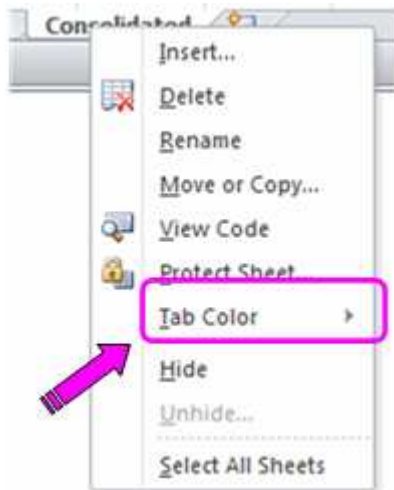 Consolidated
Insert...
Delete
Rename
Move or Copy...
View Code
Protect Sheet...
Tab Color
Hide
Unhide...
Select All Sheets